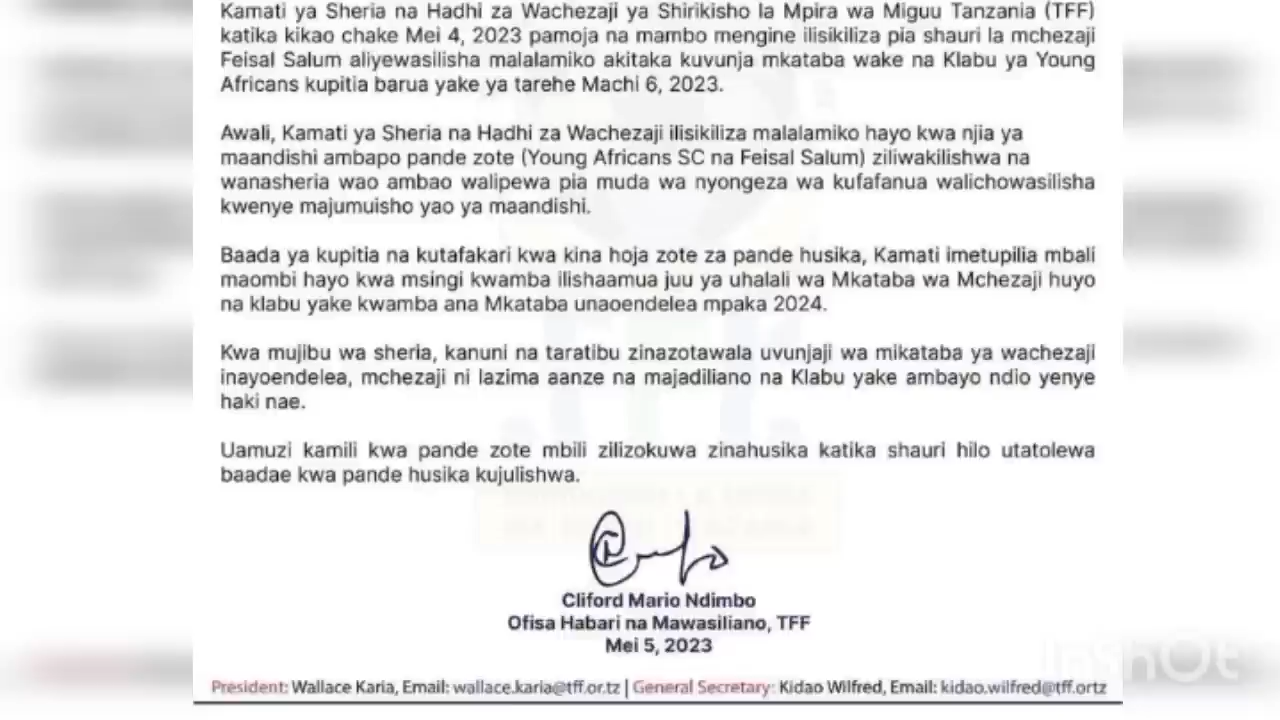 Kamati ya Sheria na Hadhi za Wachezaji ya Shirikisho la Mpira wa Miguu Tanzania (TFF)
katika kikao chake Mei 4, 2023 pamoja na mambo mengine ilisikiliza pia shauri la mchezaji
Feisal Salum aliyewasilisha malalamiko akitaka kuvunja mkataba wake na Klabu ya Young
Africans kupitia barua yake ya tarehe Machi 6, 2023.
Awali, Kamati ya Sheria na Hadhi za Wachezaji ilisikiliza malalamiko hayo kwa njia ya
maandishi ambapo pande zote (Young Africans SC na Feisal Salum) ziliwakilishwa na
wanasheria wao ambao walipewa pia muda wa nyongeza wa kufafanua walichowasilisha
kwenye majumuisho yao ya maandishi.
Baada ya kupitia na kutafakari kwa kina hoja zote za pande husika, Kamati imetupilia mbali
maombi hayo kwa msingi kwamba ilishaamua juu ya uhalali wa Mkataba wa Mchezaji huyo
na klabu yake kwamba ana Mkataba unaoendelea mpaka 2024.
Kwa mujibu wa sheria, kanuni na taratibu zinazotawala uvunjaji wa mikataba ya wachezaji
inayoendelea, mchezaji ni lazima aanze na majadiliano na Klabu yake ambayo ndio yenye
haki nae.
Uamuzi kamili kwa pande zote mbili zilizokuwa zinahusika katika shauri hilo utatolewa
baadae kwa pande husika kujulishwa.
Cliford Mario Ndimbo
Ofisa Habari na Mawasiliano, TFF
Mei 5, 2023
InshOt
President: Wallace Karia, Email: wallace.karia@tff.or.tz | General Secretary: Kidao Wilfred, Email: kidao.wilfred@tff.ortz